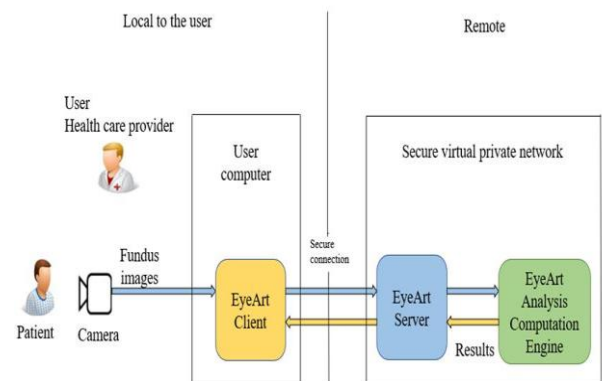 Local to the user
Remote
User
Health care provider
User
computer
Secure virtual private network
Fundus
images
Secure
connection
EyeArt
Client
EyeArt
Server
EyeArt
Analysis
Computation
Engine
Results
Patient
Camera